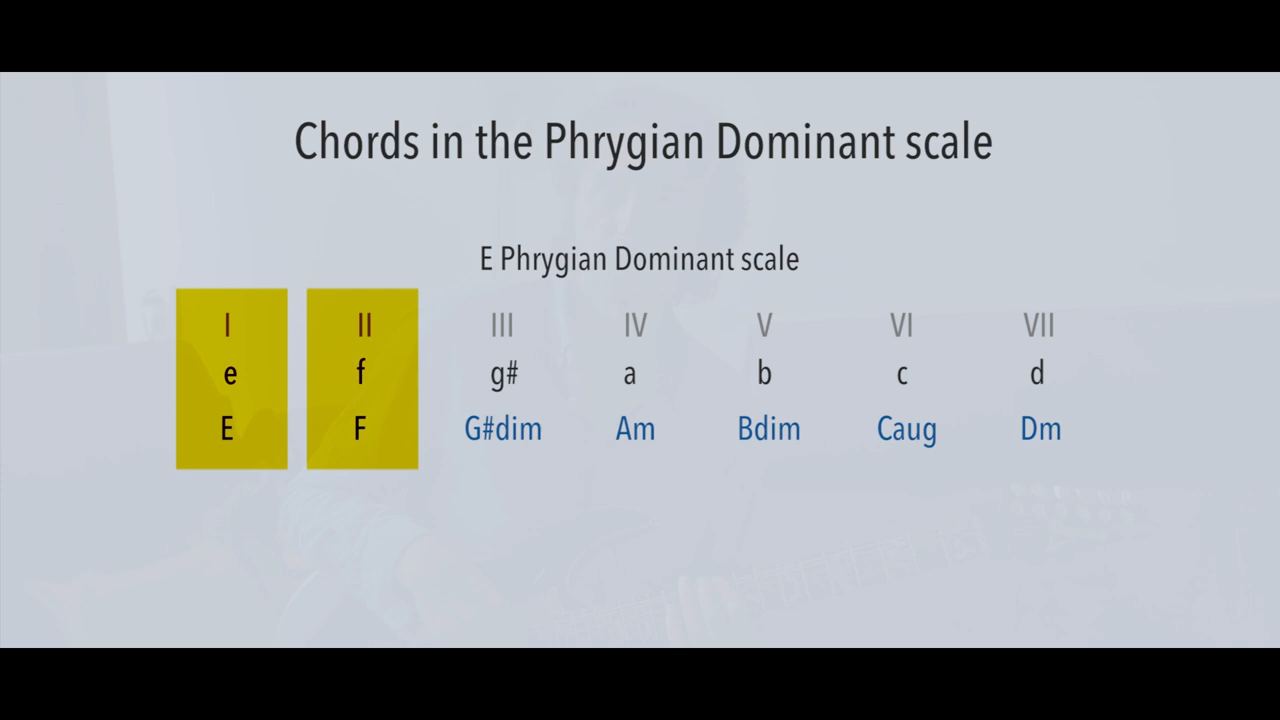 Chords in the Phrygian Dominant scale
E Phrygian Dominant scale
I II III IV V VI VII
e f g# a b c d
E F G#dim Am Bdim Caug Dm